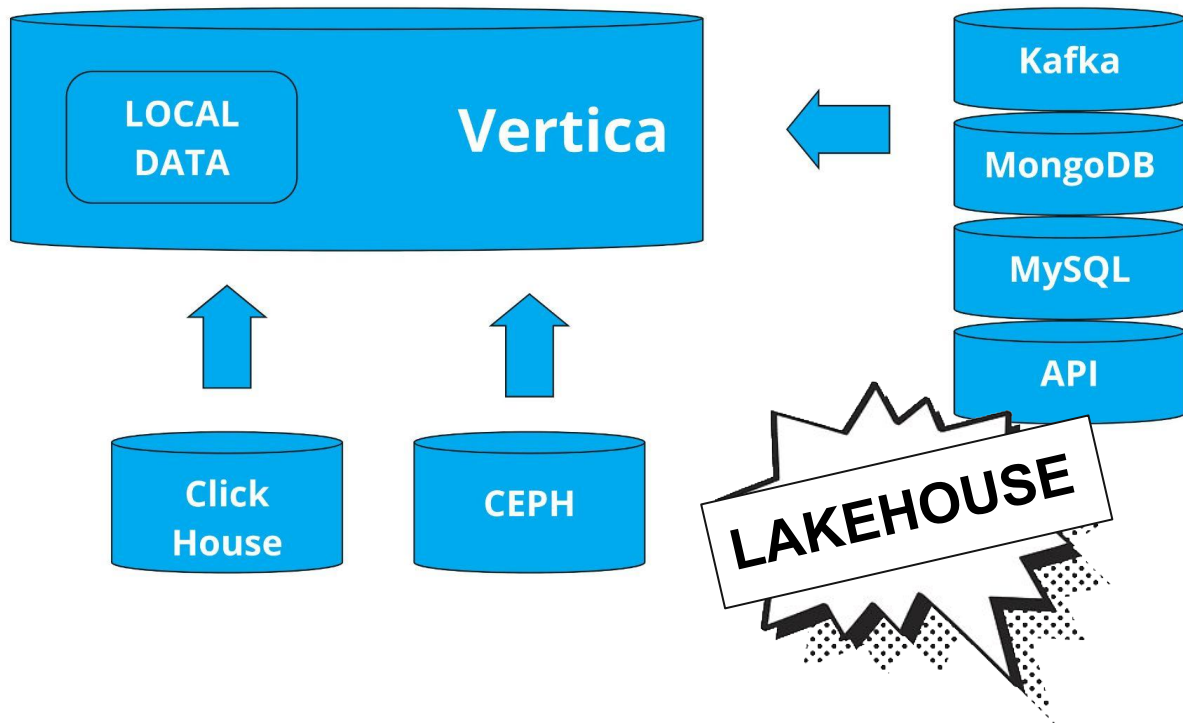 LOCAL
DATA
Vertica
Kafka
MongoDB
MySQL
API
Click
House
CEPH
LAKEHOUSE